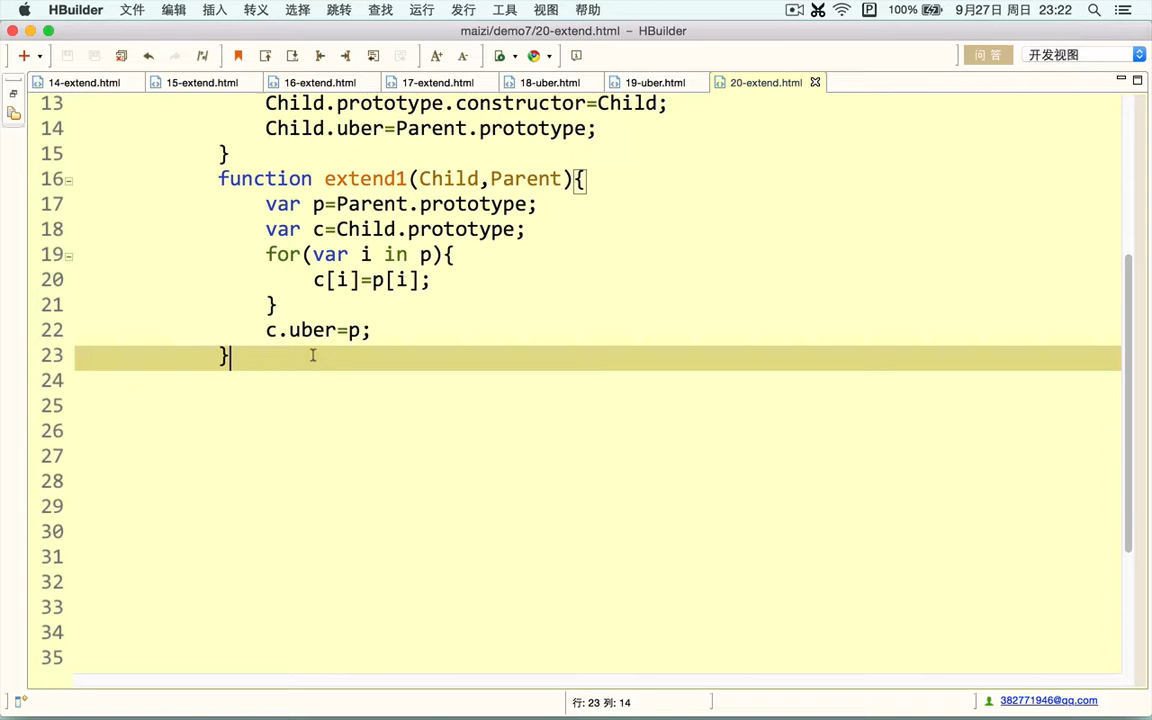 HBuilder 文件 编辑 插入 转义 选择 跳转 查找 运行 发行 工具 视图 帮助 100% 9月27日 周日 23:22
maizi/demo7/20-extend.html – HBuilder
问 答 开发视图
14-extend.html 15-extend.html 16-extend.html 17-extend.html 18-uber.html 19-uber.html 20-extend.html
13 Child.prototype.constructor=Child;
14 Child.uber=Parent.prototype;
15 }
16 function extend1(Child,Parent){
17 var p=Parent.prototype;
18 var c=Child.prototype;
19 for(var i in p){
20 c[i]=p[i];
21 }
22 c.uber=p;
23 }
24
25
26
27
28
29
30
31
32
33
34
35
行: 23 列: 14 382771946@qq.com